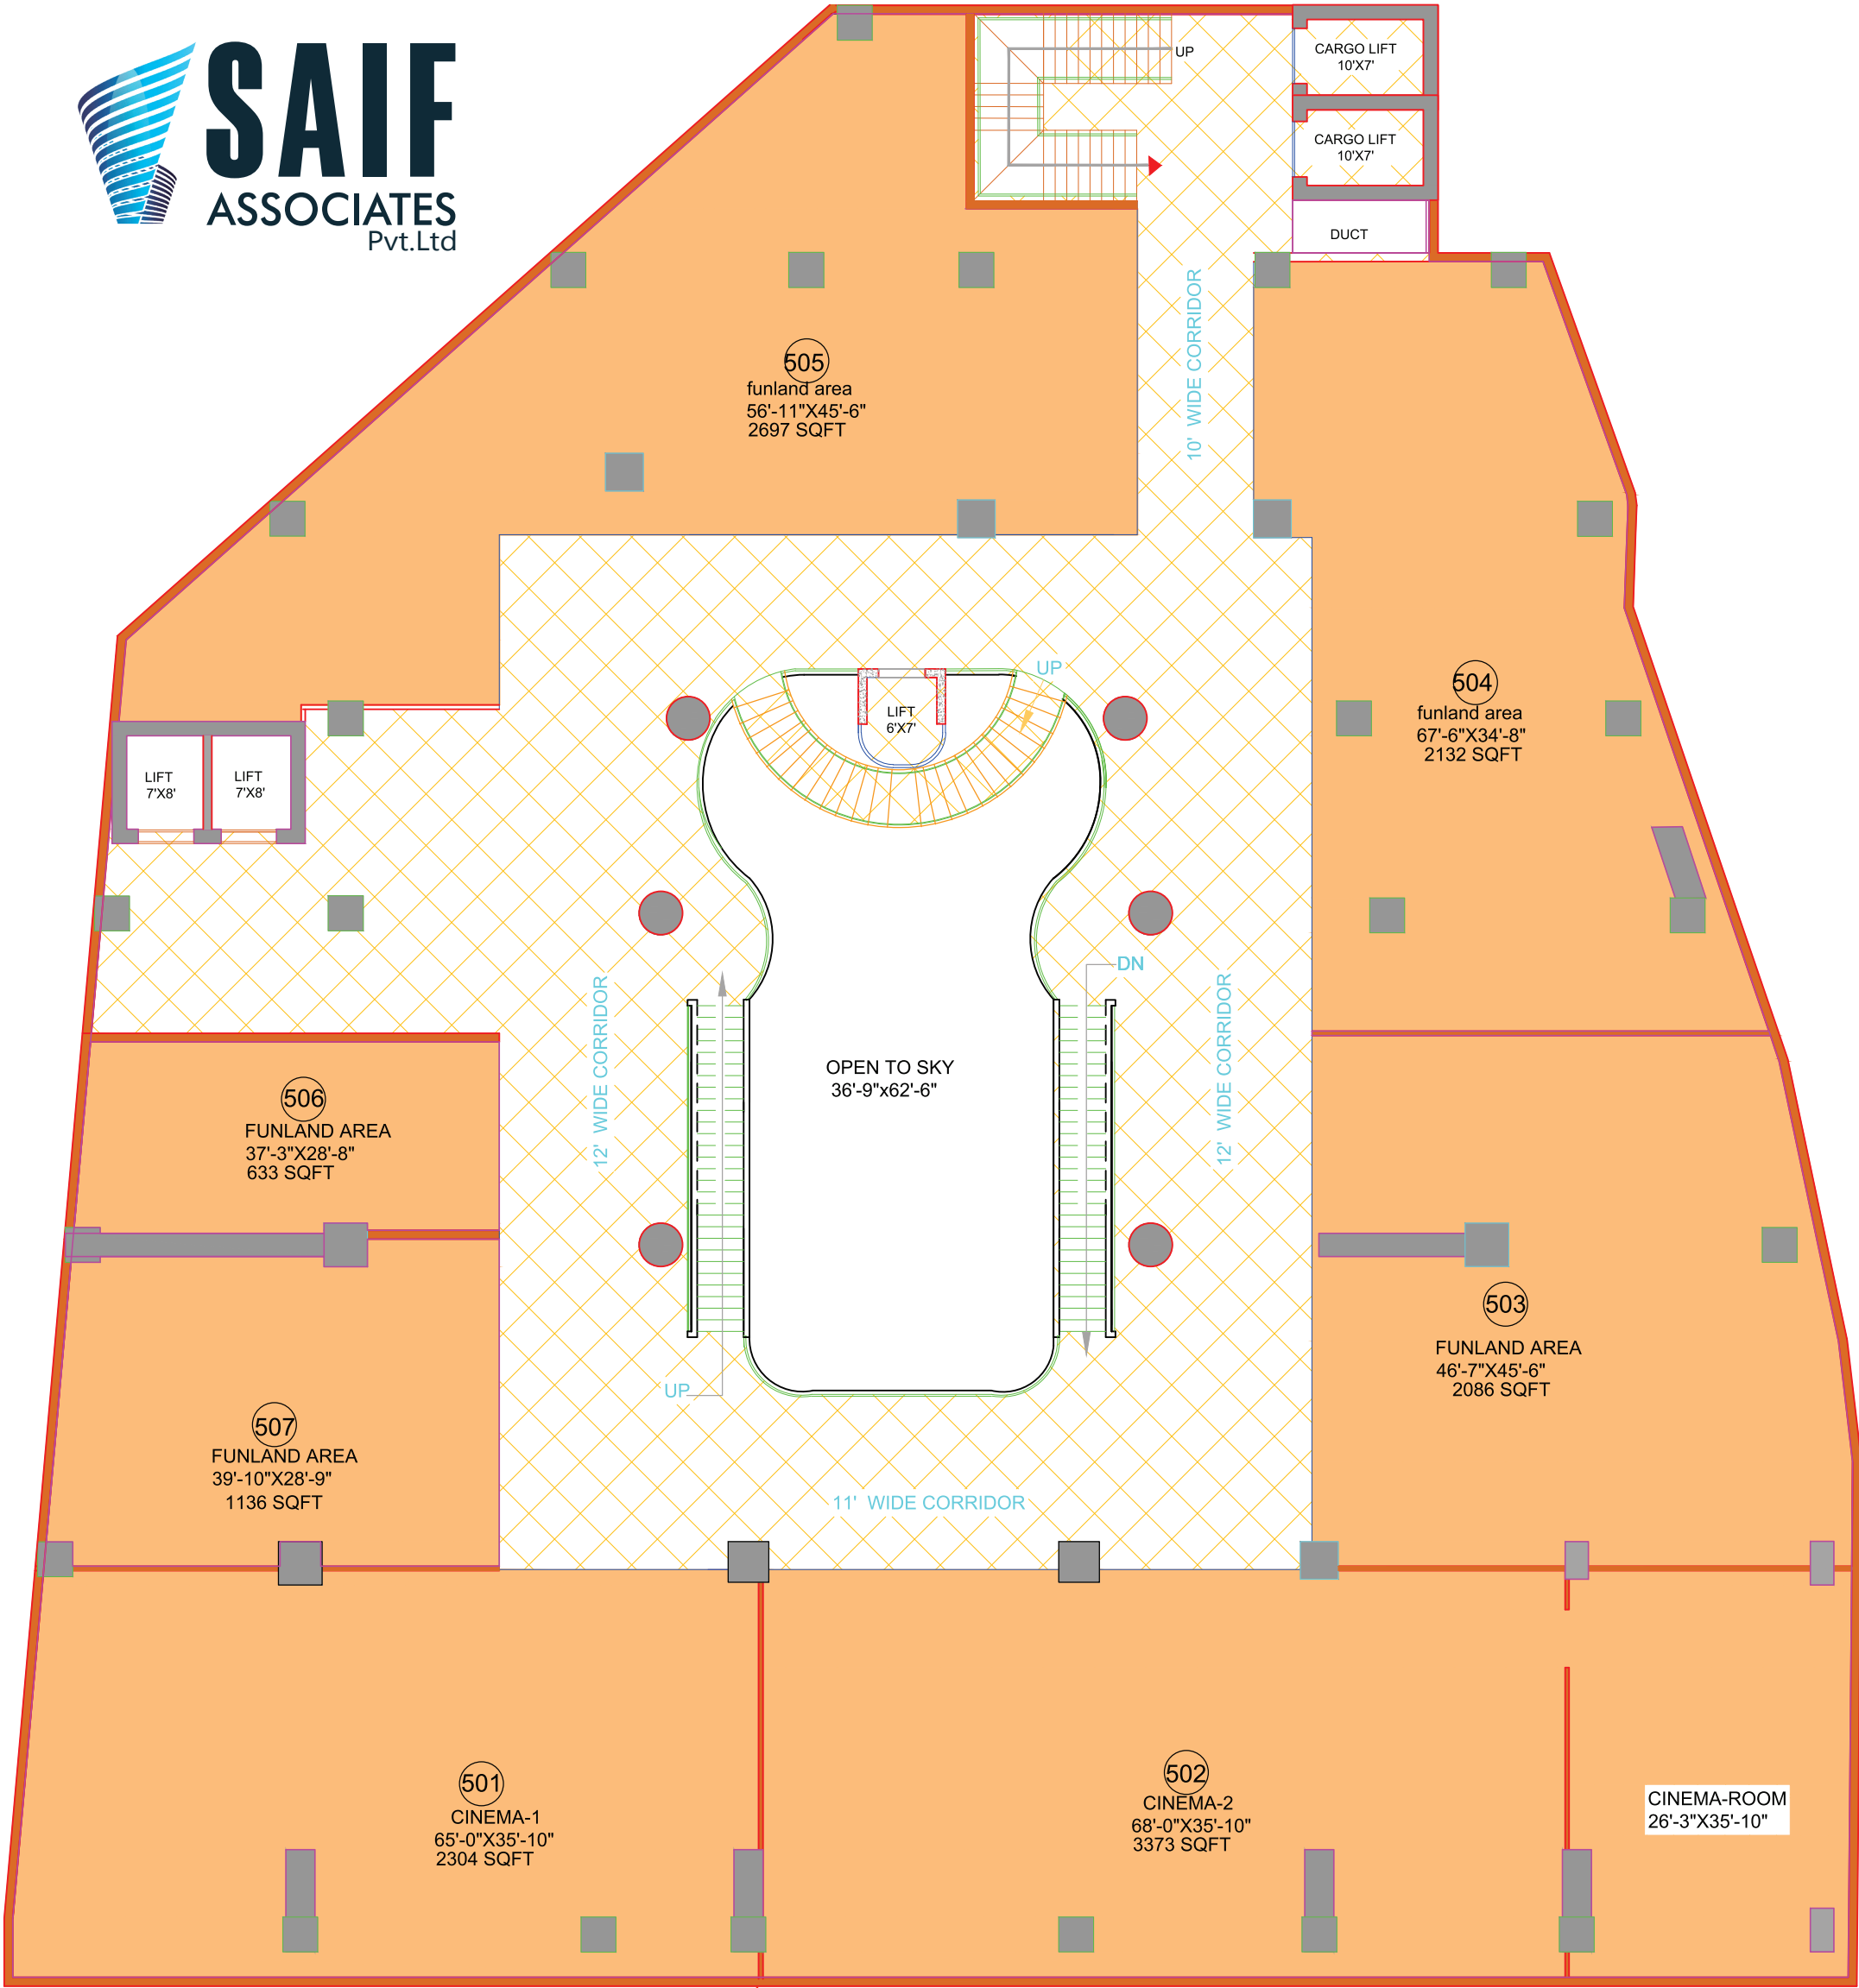 SAIF
ASSOCIATES
Pvt.Ltd
UP
CARGO LIFT
10'X7'
CARGO LIFT
10'X7'
DUCT
10' WIDE CORRIDOR
505
funland area
56'-11"X45'-6"
2697 SQFT
504
funland area
67'-6"X34'-8"
2132 SQFT
UP
LIFT
6'X7'
LIFT
7'X8'
LIFT
7'X8'
DN
12' WIDE CORRIDOR
12' WIDE CORRIDOR
OPEN TO SKY
36'-9"x62'-6"
506
FUNLAND AREA
37'-3"X28'-8"
633 SQFT
503
FUNLAND AREA
46'-7"X45'-6"
2086 SQFT
UP
507
FUNLAND AREA
39'-10"X28'-9"
1136 SQFT
11' WIDE CORRIDOR
501
CINEMA-1
65'-0"X35'-10"
2304 SQFT
502
CINEMA-2
68'-0"X35'-10"
3373 SQFT
CINEMA-ROOM
26'-3"X35'-10"